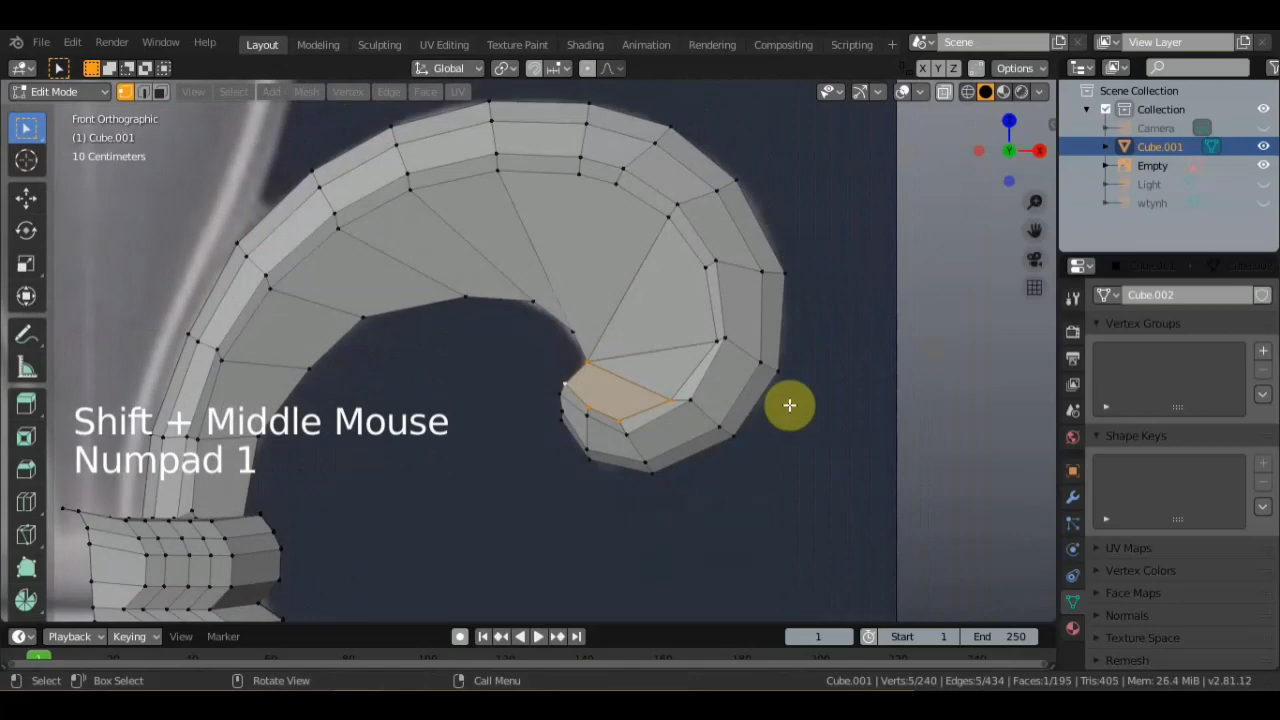 File Edit Render Window Help Layout Modeling Sculpting UV Editing Texture Paint Shading Animation Rendering Compositing Scripting + Scene View Layer
Global X Y Z Options
Edit Mode View Select Add Mesh Vertex Edge Face UV
Scene Collection
Collection
Camera
Cube.001
Empty
Light
wtynh
Front Orthographic
(1) Cube.001
10 Centimeters
Z
Y
X
Cube.002
Vertex Groups
Shape Keys
UV Maps
Vertex Colors
Face Maps
Normals
Texture Space
Remesh
Shift + Middle Mouse
Numpad 1
Playback Keying View Marker 1 Start 1 End 250
1
Select Box Select Rotate View Call Menu Cube.001 | Verts:5/240 | Edges:5/434 | Faces:1/195 | Tris:405 | Mem: 26.4 MiB | v2.81.12